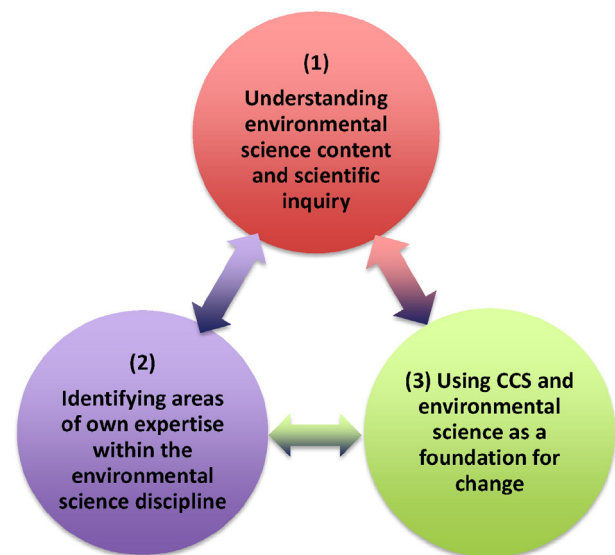 (1)
Understanding
environmental
science content
and scientific
inquiry
(2)
Identifying areas
of own expertise
within the
environmental
science discipline
(3) Using CCS and
environmental
science as a
foundation for
change